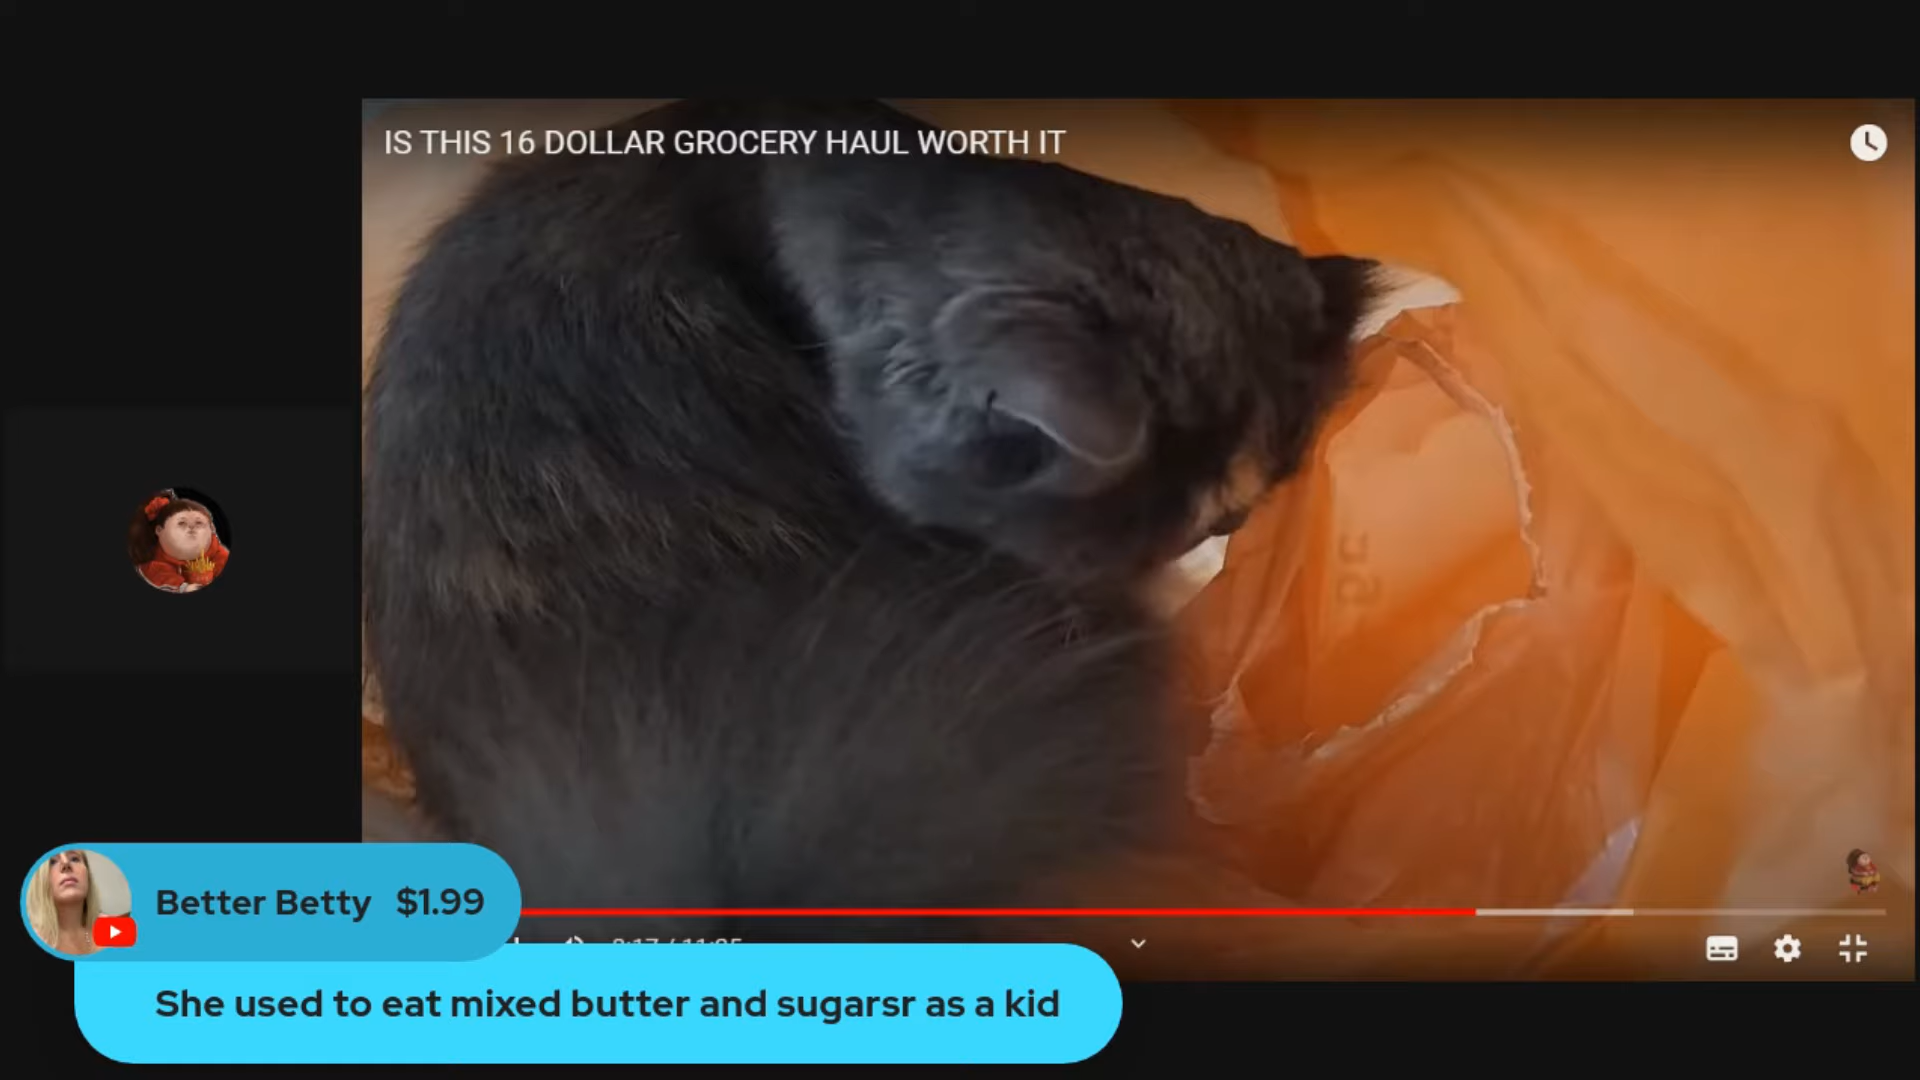 IS THIS 16 DOLLAR GROCERY HAUL WORTH IT
Better Betty $1.99
She used to eat mixed butter and sugarsr as a kid